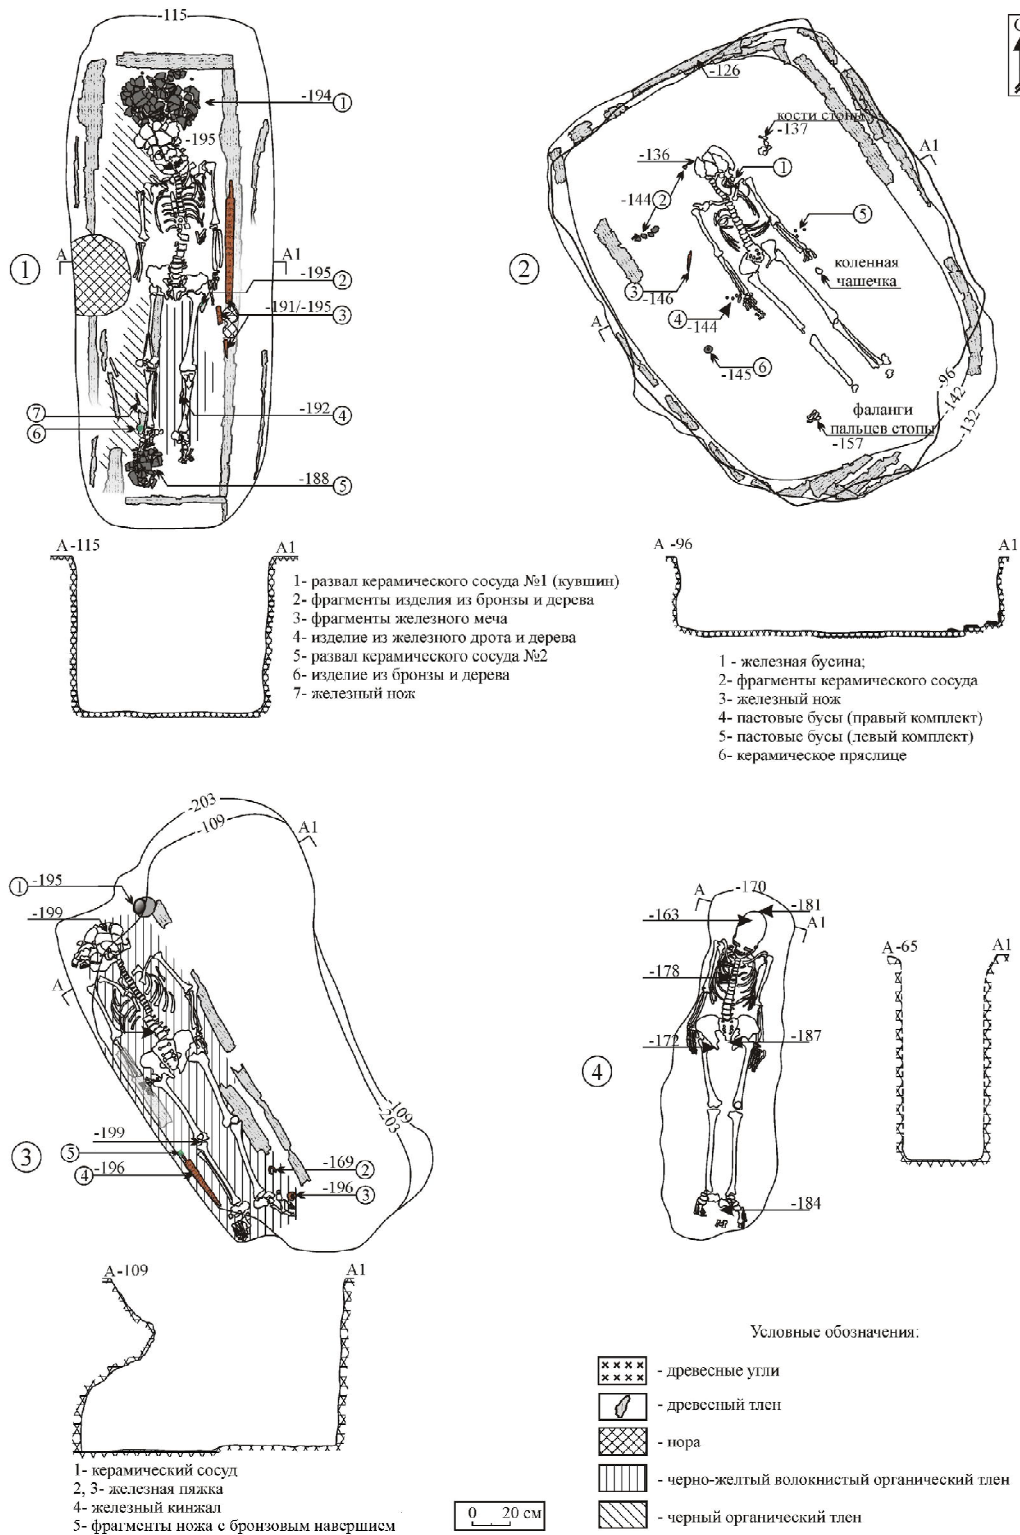 -115
-194 1
-195
A
A1
1
-195 2
-191/-195 3
7
6
-192 4
-188 5
А -115 А1
1- развал керамического сосуда №1 (кувшин)
2- фрагменты изделия из бронзы и дерева
3- фрагменты железного меча
4- изделие из железного дрота и дерева
5- развал керамического сосуда №2
6- изделие из бронзы и дерева
7- железный нож
С
-126
кости стопы
-137
A1
-136
1
-144 2
5
2
коленная
чашечка
3
-146
4
-144
A
6
-145
-96
-142
-132
фаланги
пальцев стопы
-157
А -96 А1
1 - железная бусина;
2- фрагменты керамического сосуда
3- железный нож
4- пастовые бусы (правый комплект)
5- пастовые бусы (левый комплект)
6- керамическое пряслице
-203
-109
A1
1 -195
-199
A
3
-199
5
4 -196
-169 2
-196 3
-109
-203
А -109 А1
1- керамический сосуд
2, 3- железная пяжка
4- железный кинжал
5- фрагменты ножа с бронзовым навершием
A
-170
-181
-163
A1
-178
-172
-187
4
-184
А -65 А1
0 20 см
Условные обозначения:
- древесные угли
- древесный тлен
- нора
- черно-желтый волокнистый органический тлен
- черный органический тлен